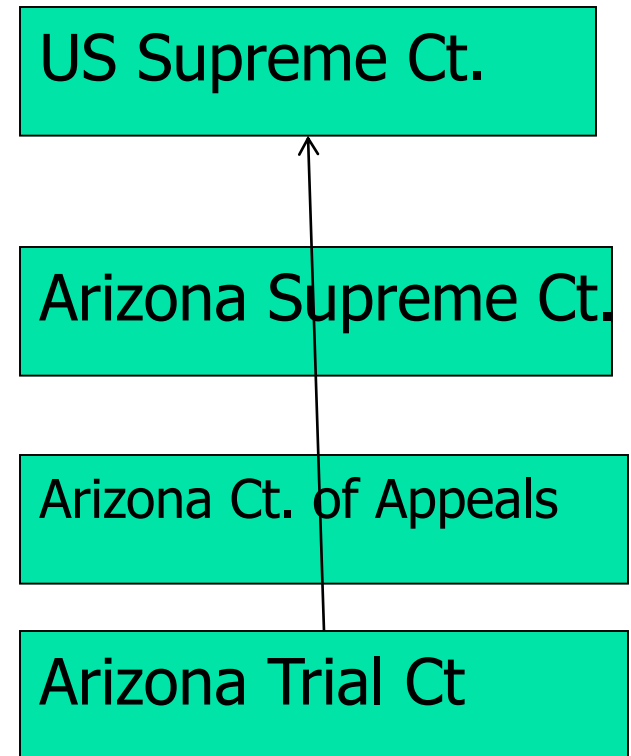 US Supreme Ct.
Arizona Supreme Ct.
Arizona Ct. of Appeals
Arizona Trial Ct